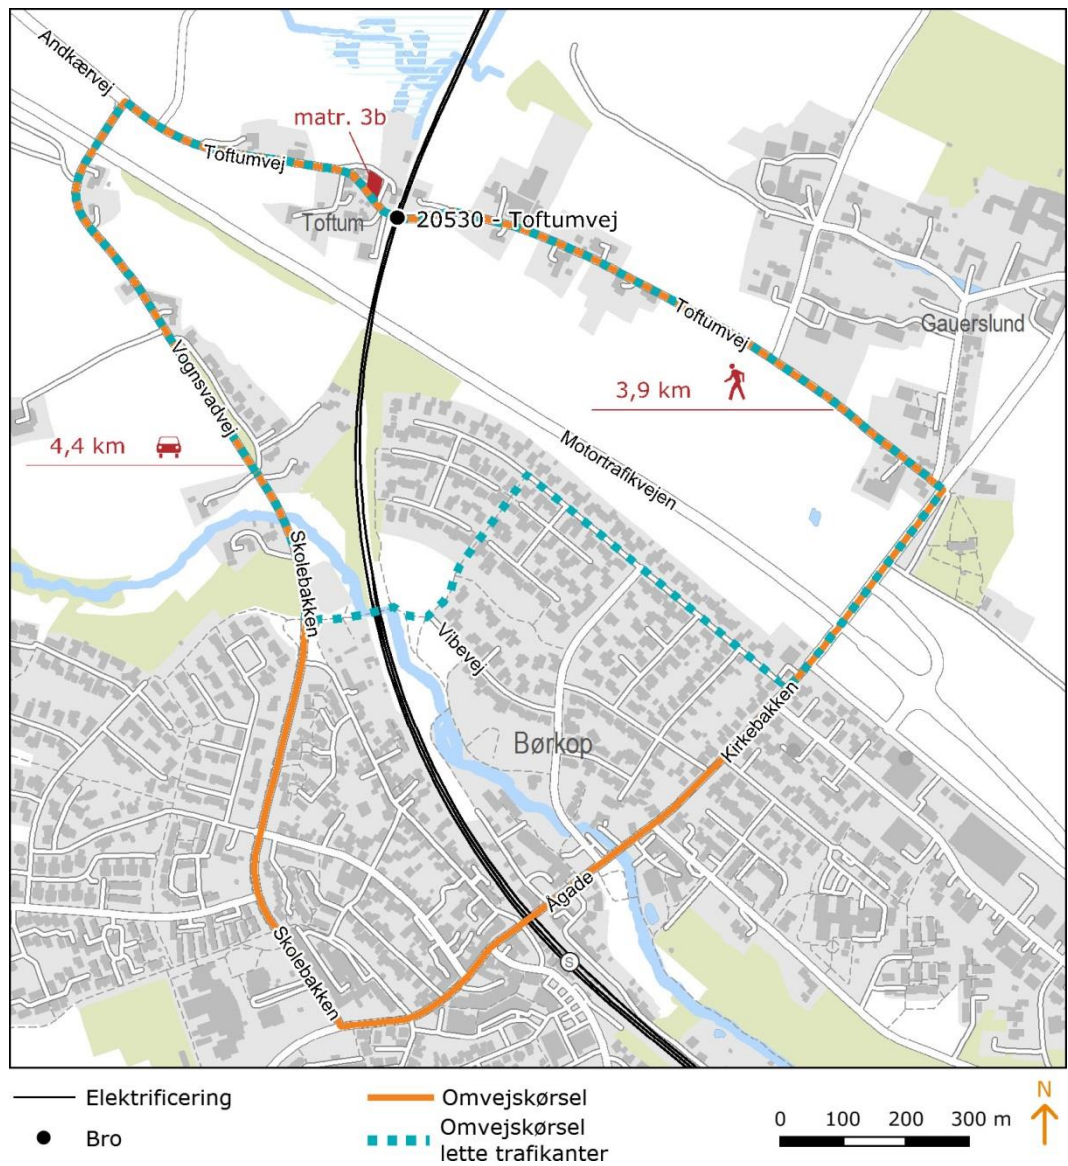 Andkærvej
matr. 3b
Toftumvej
Toftum
20530 - Toftumvej
Toftumvej
Gauerslund
3,9 km
Vognsvadvej
4,4 km
Motortrafikvejen
Skolebakken
Vibevej
Børkop
Kirkebakken
Ågade
Skolebakken
S
Elektrificering
Bro
Omvejskørsel
Omvejskørsel
lette trafikanter
0 100 200 300 m
N